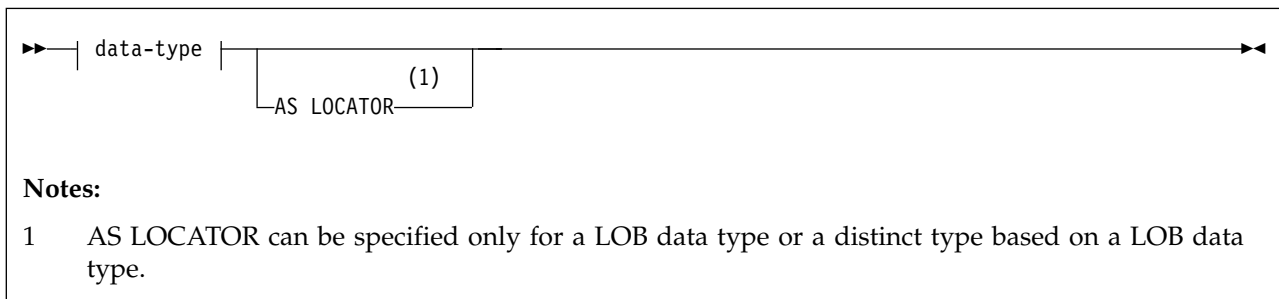 data-type
(1)
AS LOCATOR
Notes:
1 AS LOCATOR can be specified only for a LOB data type or a distinct type based on a LOB data
type.